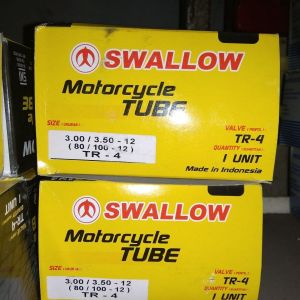 SWALLOW
Motorcycle
TUBE
SIZE
VALVE
3.00 / 3.50 - 12
TR-4
( 80 / 100 - 12 )
QUANTITY
TR - 4
1 UNIT
Made in Indonesia
SWALLOW
Motorcycle
TUBE
SIZE
VALVE
3.00 / 3.50 - 12
TR-4
( 80 / 100 - 12 )
QUANTITY
TR - 4
1 UNIT